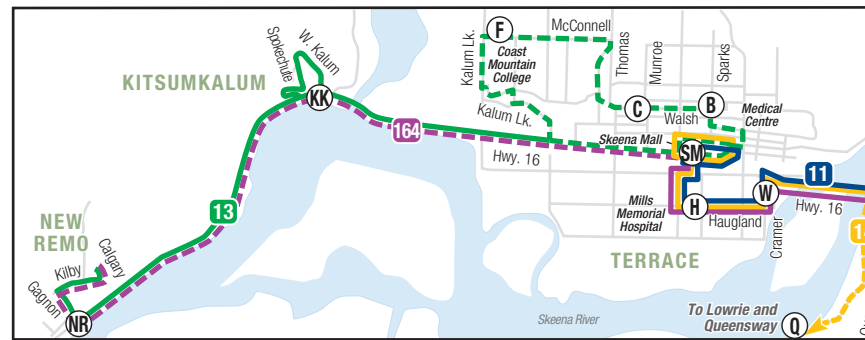 F
McConnell
Coast
Mountain
College
Kalum Lk.
Kalum Lk.
Thomas
Munroe
Sparks
Spokechute
W. Kalum
KITSUMKALUM
KK
C
B
Walsh
Medical
Centre
Skeena Mall
SM
164
Hwy. 16
11
13
W
H
Mills
Memorial
Hospital
Haugland
Cramer
Hwy. 16
NEW
REMO
Calgary
Kilby
Gagnon
NR
TERRACE
To Lowrie and
Queensway
Q
Skeena River